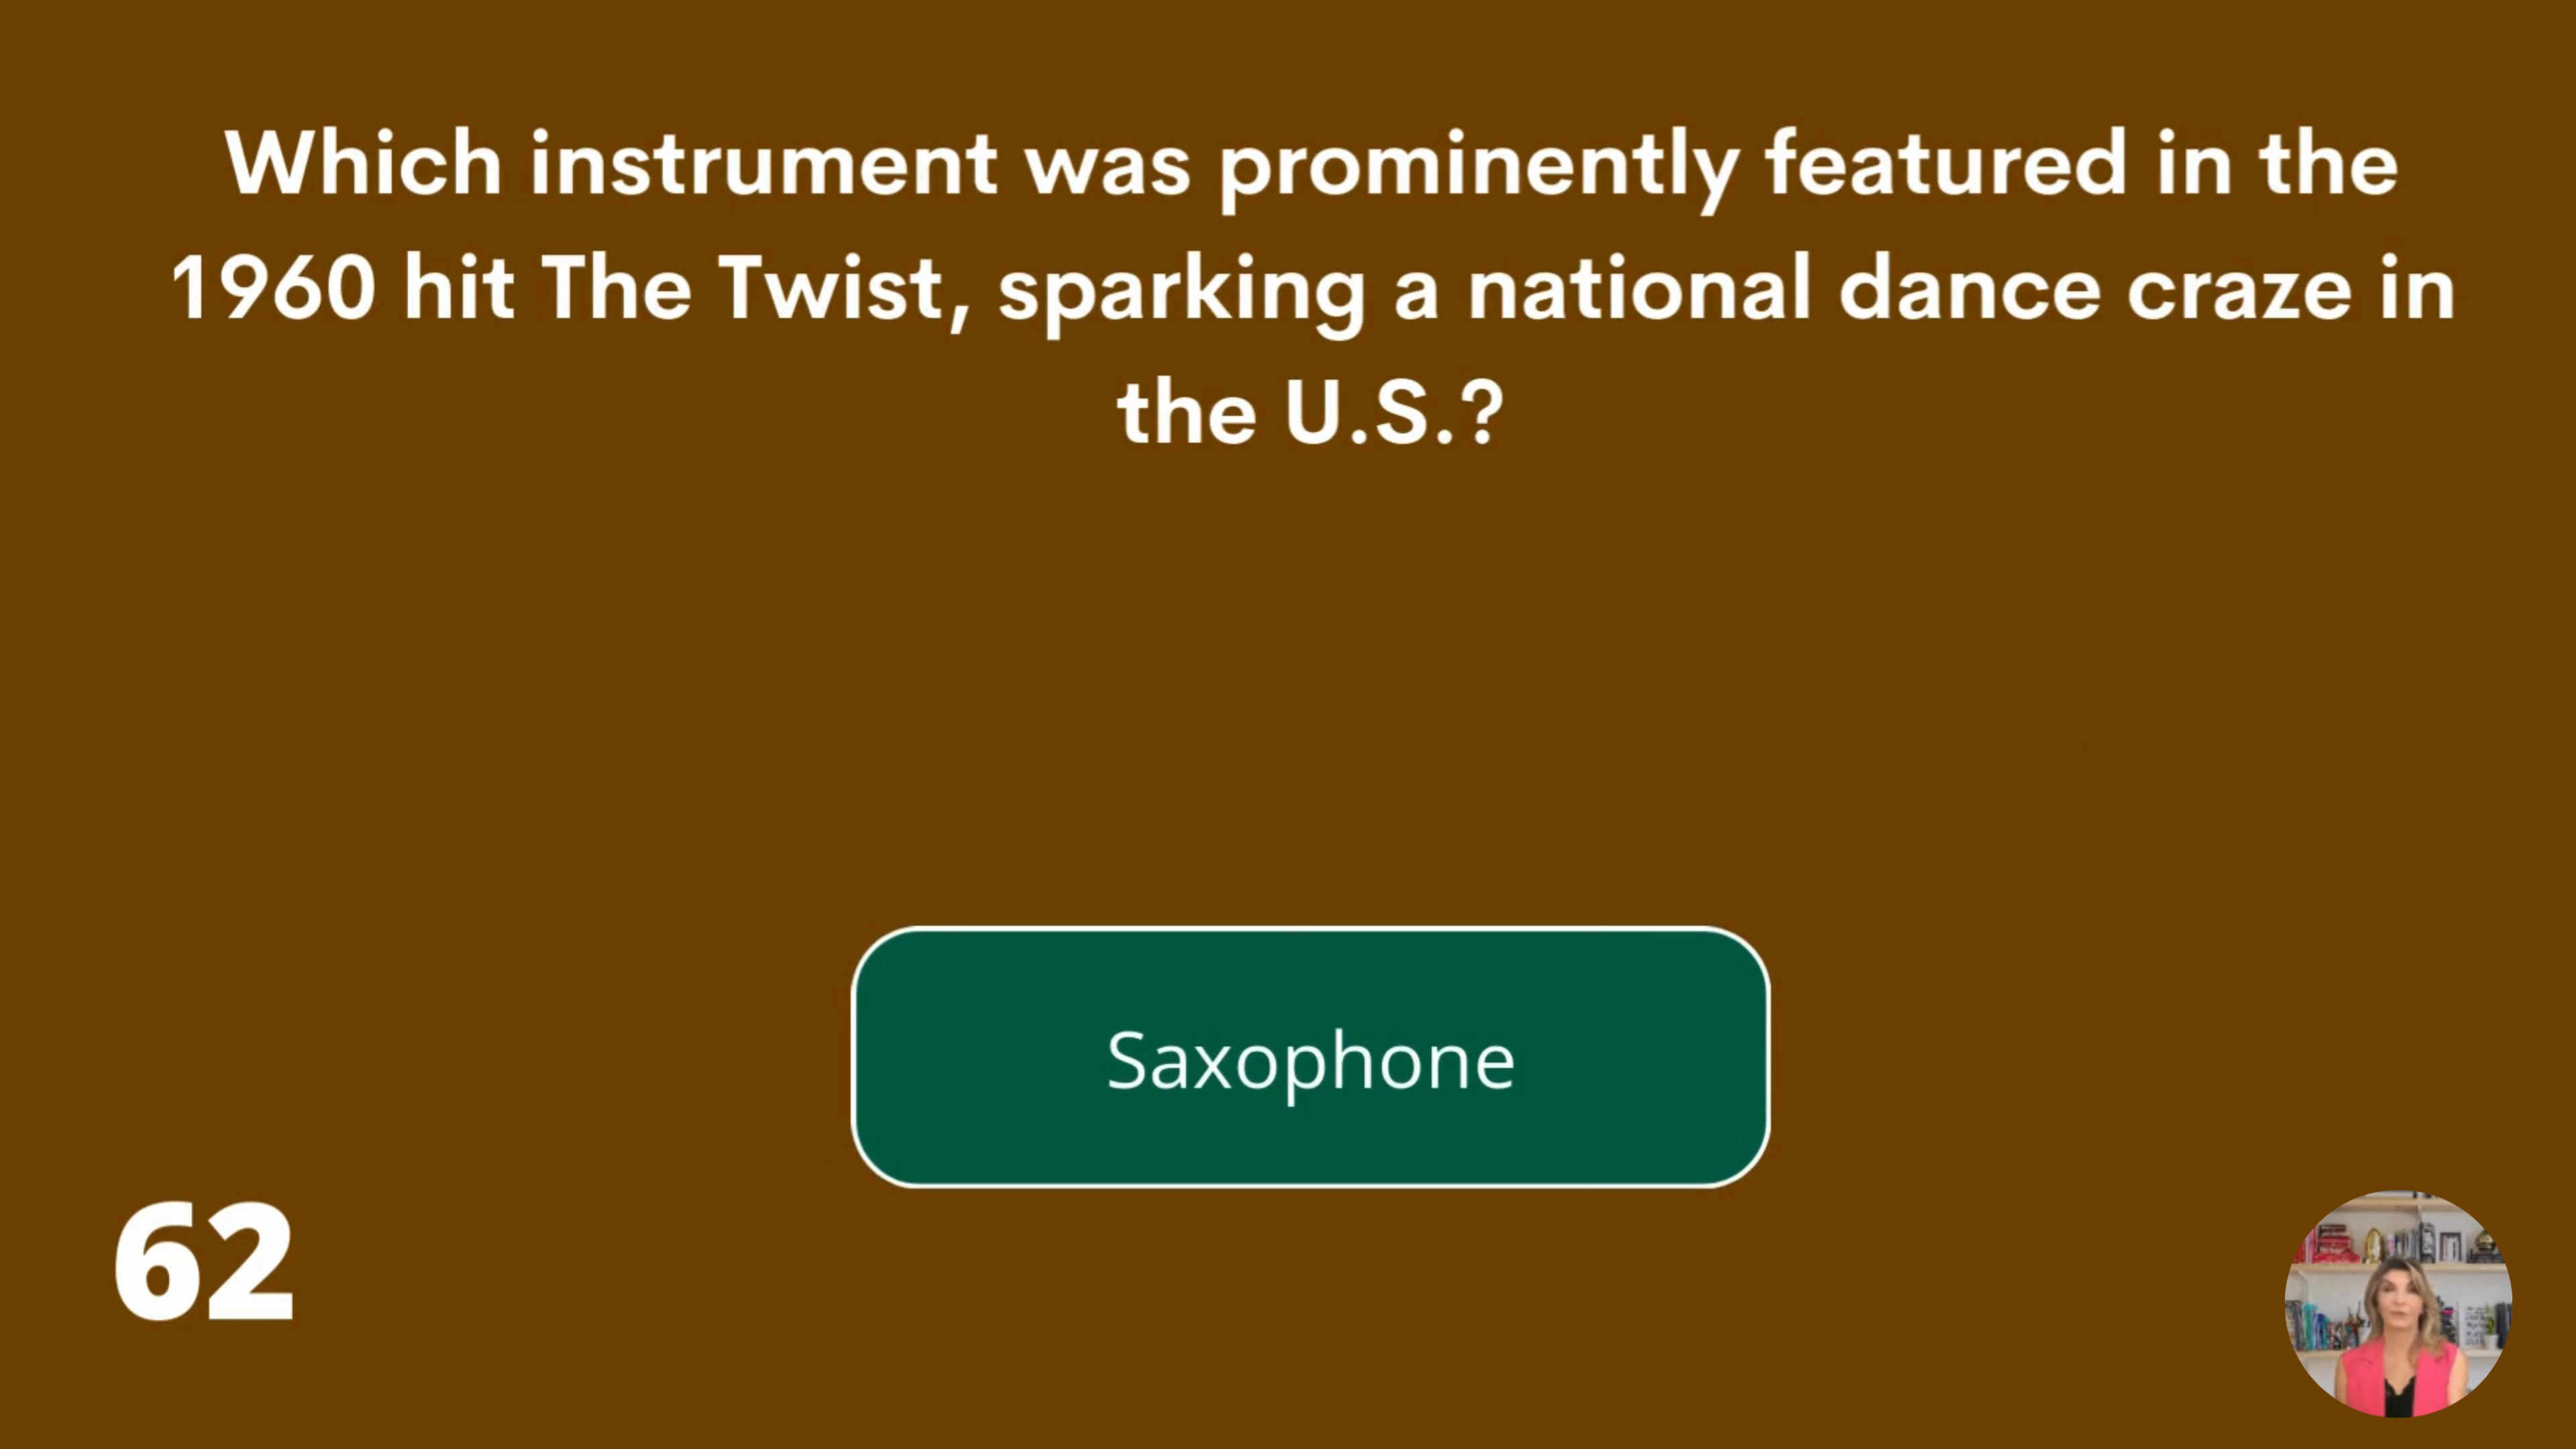 Which instrument was prominently featured in the
1960 hit The Twist, sparking a national dance craze in
the U.S.?
Saxophone
62